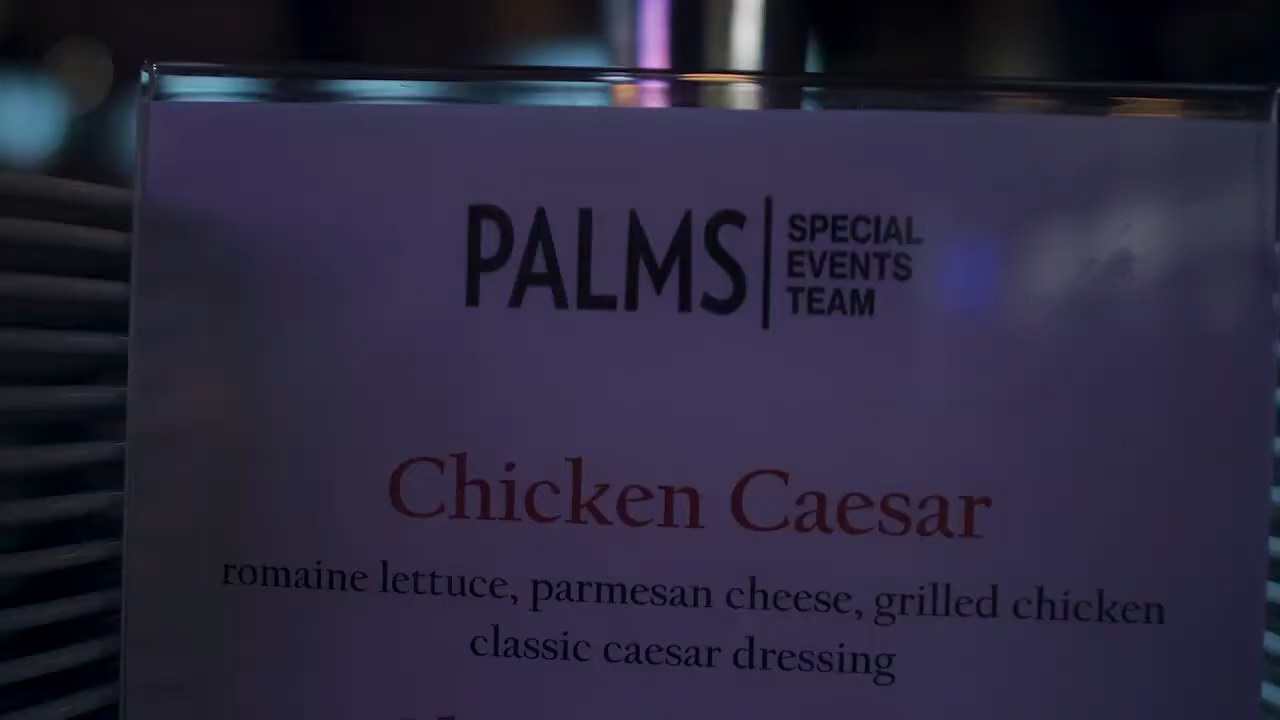 PALMS
SPECIAL
EVENTS
TEAM
Chicken Caesar
romaine lettuce, parmesan cheese, grilled chicken
classic caesar dressing